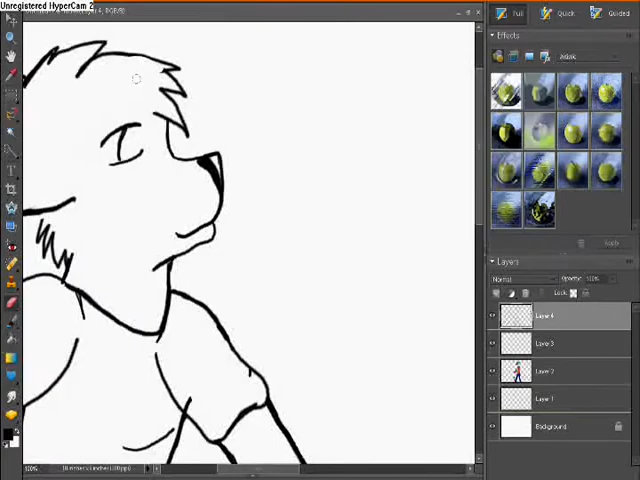 Unregistered HyperCam 2
Full
Quick
Guided
Effects
Artistic
Apply
Layers
Normal
Opacity: 100%
Lock:
Layer 4
Layer 3
Layer 2
Layer 1
Background
100%